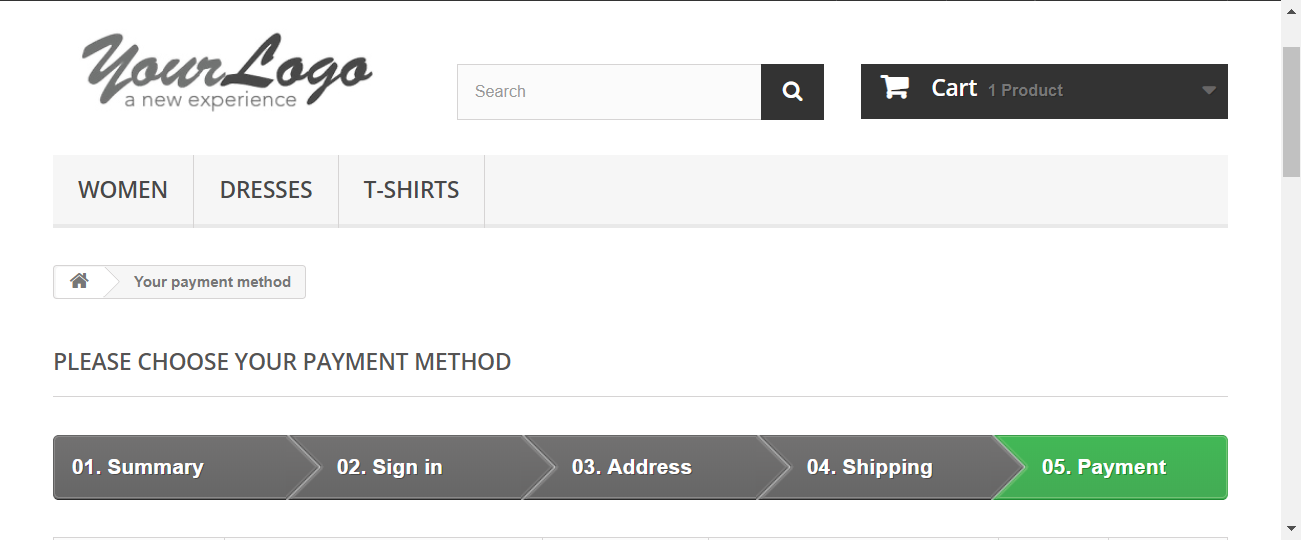 YourLogo
a new experience
Search
Cart 1 Product
WOMEN DRESSES T-SHIRTS
Your payment method
PLEASE CHOOSE YOUR PAYMENT METHOD
01. Summary 02. Sign in 03. Address 04. Shipping 05. Payment